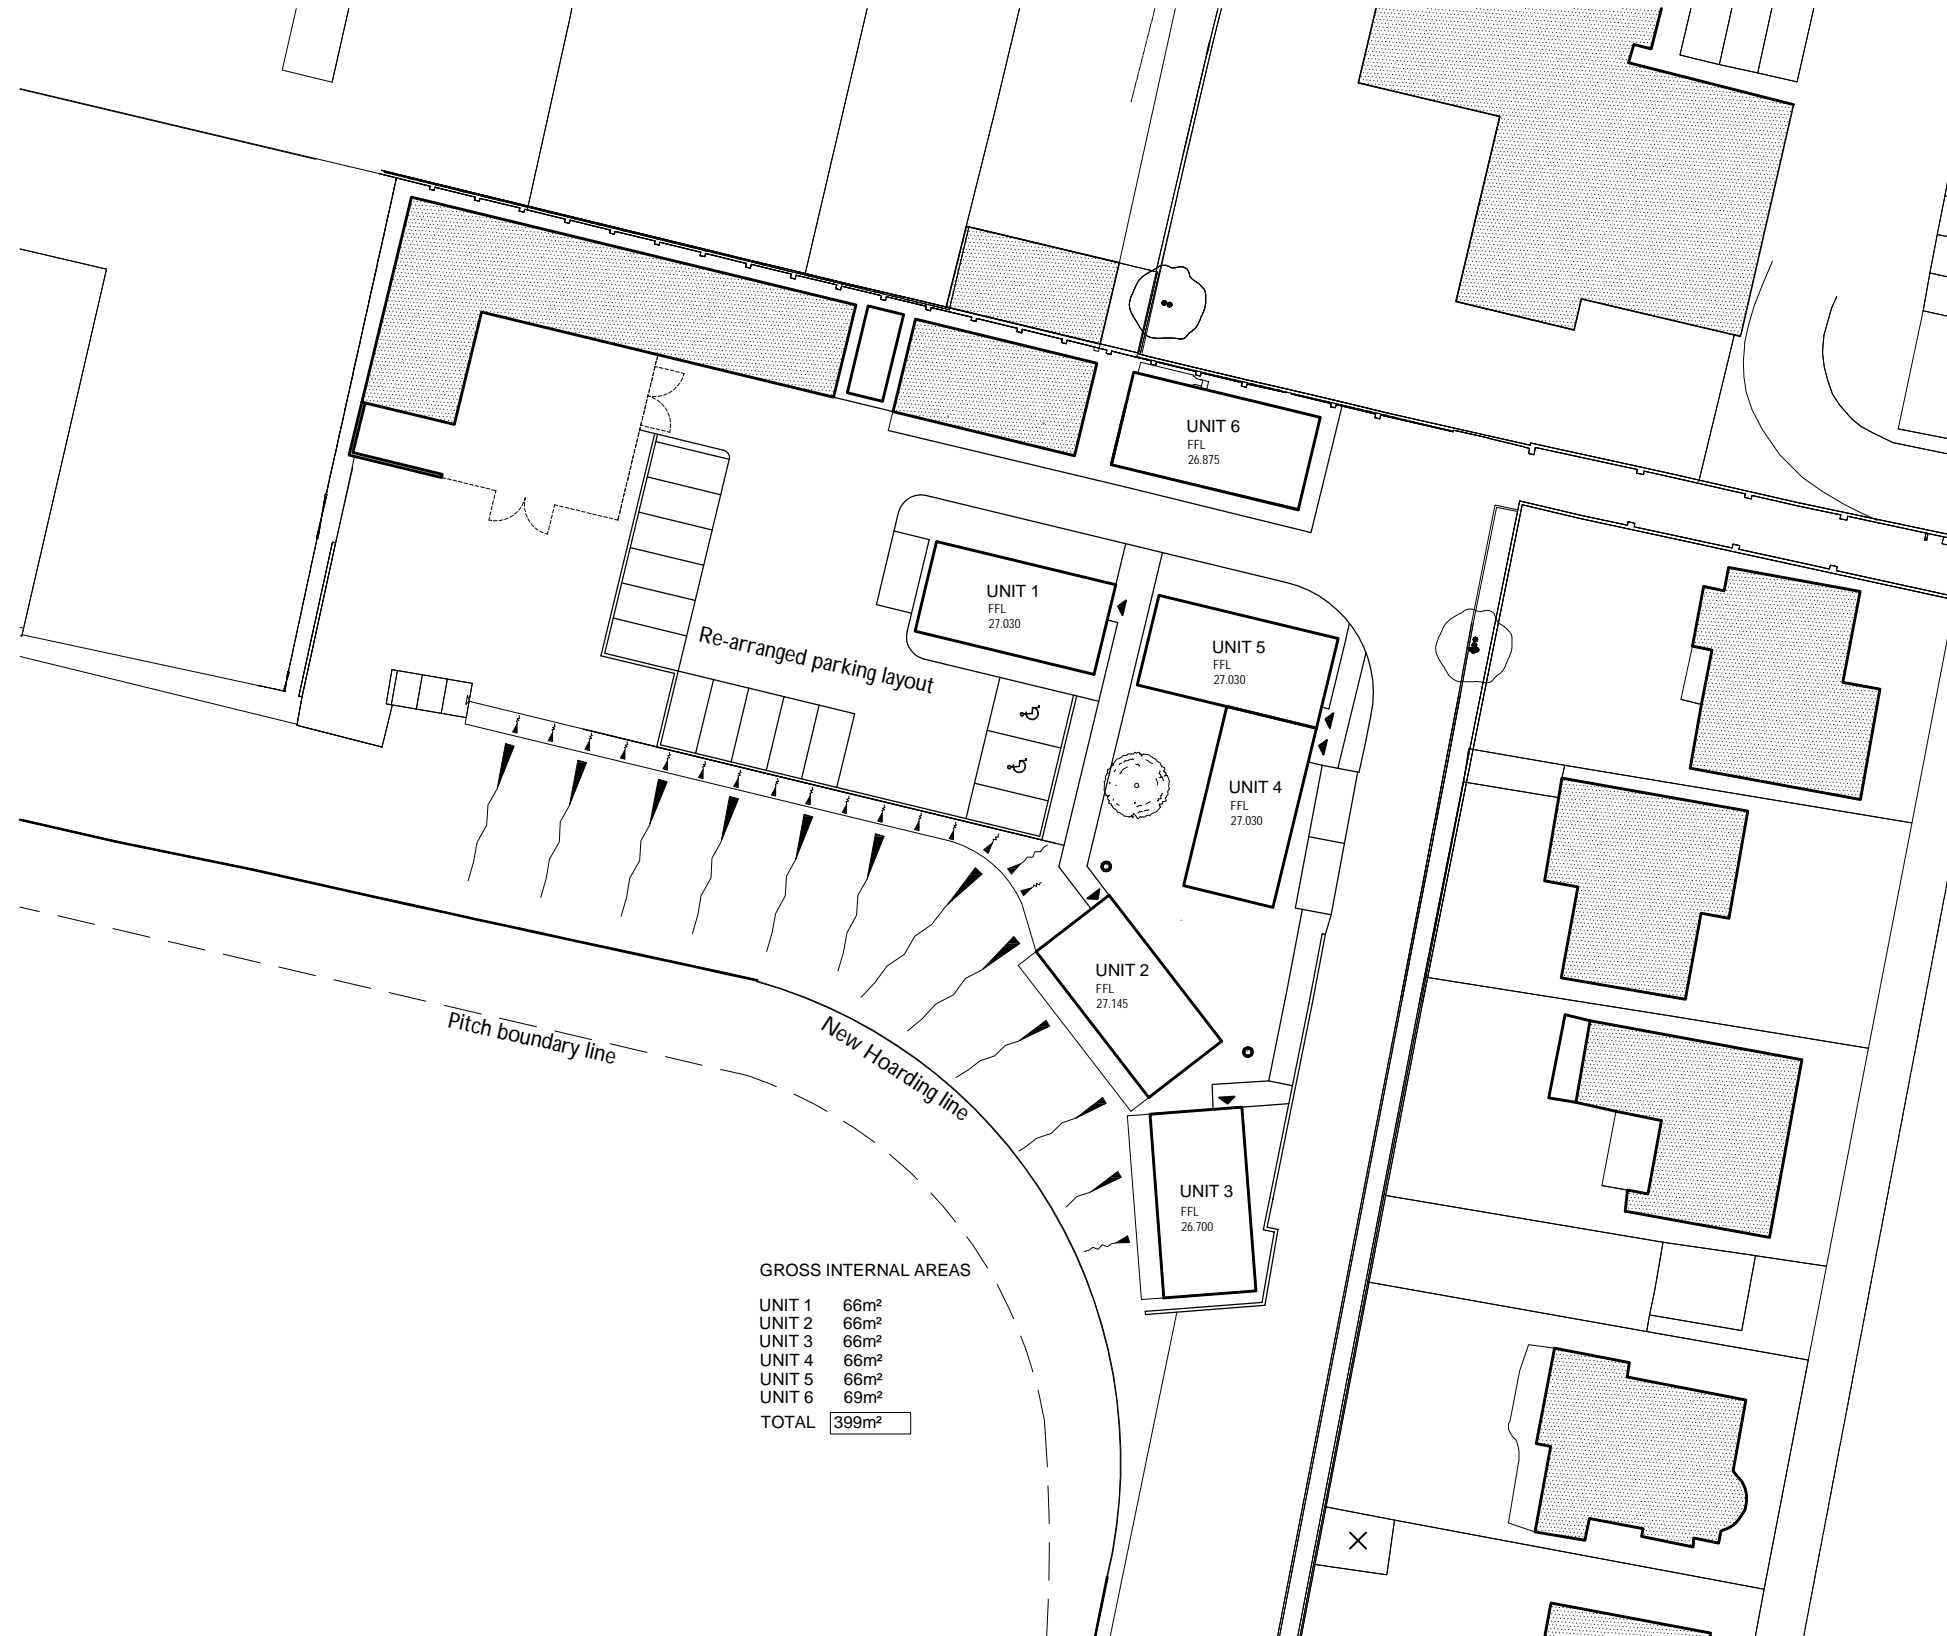 UNIT 6
FFL
26.875
UNIT 1
FFL
27.030
UNIT 5
FFL
27.030
Re-arranged parking layout
UNIT 4
FFL
27.030
UNIT 2
FFL
27.145
Pitch boundary line
New Hoarding line
UNIT 3
FFL
26.700
GROSS INTERNAL AREAS
UNIT 1 66m²
UNIT 2 66m²
UNIT 3 66m²
UNIT 4 66m²
UNIT 5 66m²
UNIT 6 69m²
TOTAL 399m²